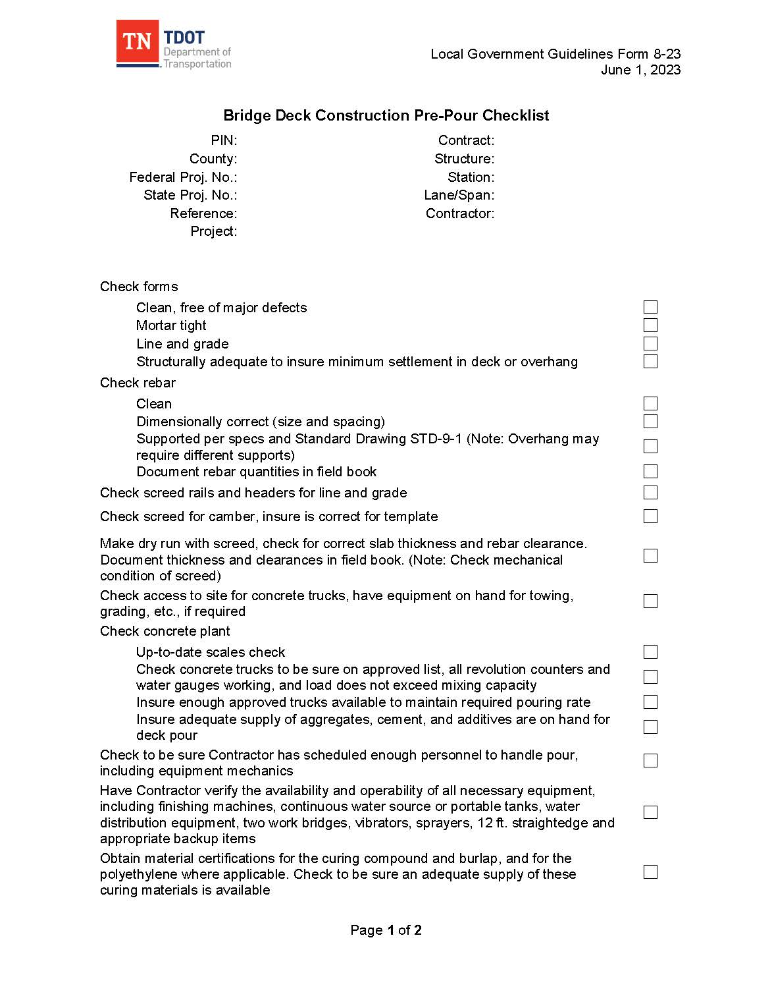 TN
TDOT
Department of
Transportation
Local Government Guidelines Form 8-23
June 1, 2023
Bridge Deck Construction Pre-Pour Checklist
PIN:
Contract:
County:
Structure:
Federal Proj. No.:
Station:
State Proj. No.:
Lane/Span:
Reference:
Contractor:
Project:
Check forms
Clean, free of major defects
Mortar tight
Line and grade
Structurally adequate to insure minimum settlement in deck or overhang
Check rebar
Clean
Dimensionally correct (size and spacing)
Supported per specs and Standard Drawing STD-9-1 (Note: Overhang may
require different supports)
Document rebar quantities in field book
Check screed rails and headers for line and grade
Check screed for camber, insure is correct for template
Make dry run with screed, check for correct slab thickness and rebar clearance.
Document thickness and clearances in field book. (Note: Check mechanical
condition of screed)
Check access to site for concrete trucks, have equipment on hand for towing,
grading, etc., if required
Check concrete plant
Up-to-date scales check
Check concrete trucks to be sure on approved list, all revolution counters and
water gauges working, and load does not exceed mixing capacity
Insure enough approved trucks available to maintain required pouring rate
Insure adequate supply of aggregates, cement, and additives are on hand for
deck pour
Check to be sure Contractor has scheduled enough personnel to handle pour,
including equipment mechanics
Have Contractor verify the availability and operability of all necessary equipment,
including finishing machines, continuous water source or portable tanks, water
distribution equipment, two work bridges, vibrators, sprayers, 12 ft. straightedge and
appropriate backup items
Obtain material certifications for the curing compound and burlap, and for the
polyethylene where applicable. Check to be sure an adequate supply of these
curing materials is available
Page 1 of 2